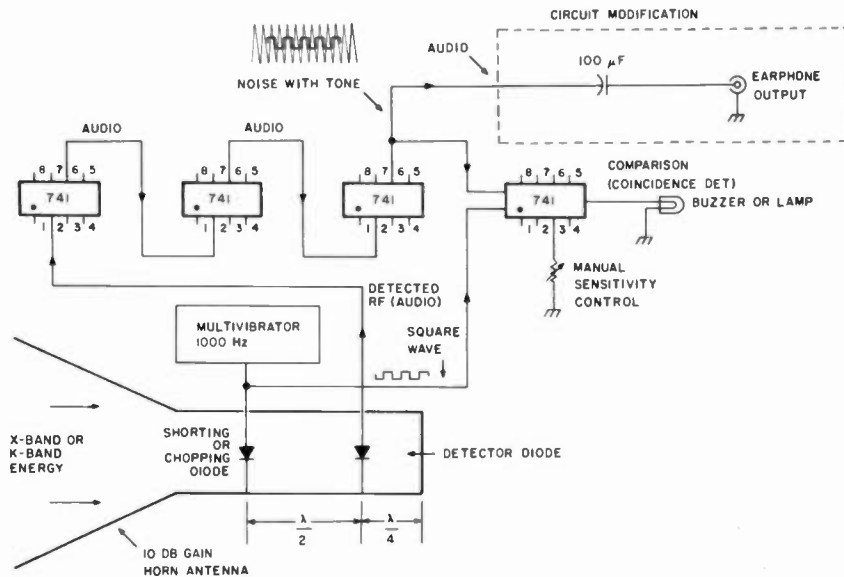 CIRCUIT MODIFICATION
AUDIO
100 µF
EARPHONE
OUTPUT
NOISE WITH TONE
AUDIO
AUDIO
8 7 6 5
741
1 2 3 4
8 7 6 5
741
1 2 3 4
8 7 6 5
741
1 2 3 4
8 7 6 5
741
1 2 3 4
COMPARISON
(COINCIDENCE DET)
BUZZER OR LAMP
MANUAL
SENSITIVITY
CONTROL
DETECTED
RF (AUDIO)
MULTIVIBRATOR
1000 Hz
SQUARE
WAVE
X-BAND OR
K-BAND
ENERGY
SHORTING
OR
CHOPPING
DIODE
DETECTOR DIODE
λ
2
λ
4
10 DB GAIN
HORN ANTENNA